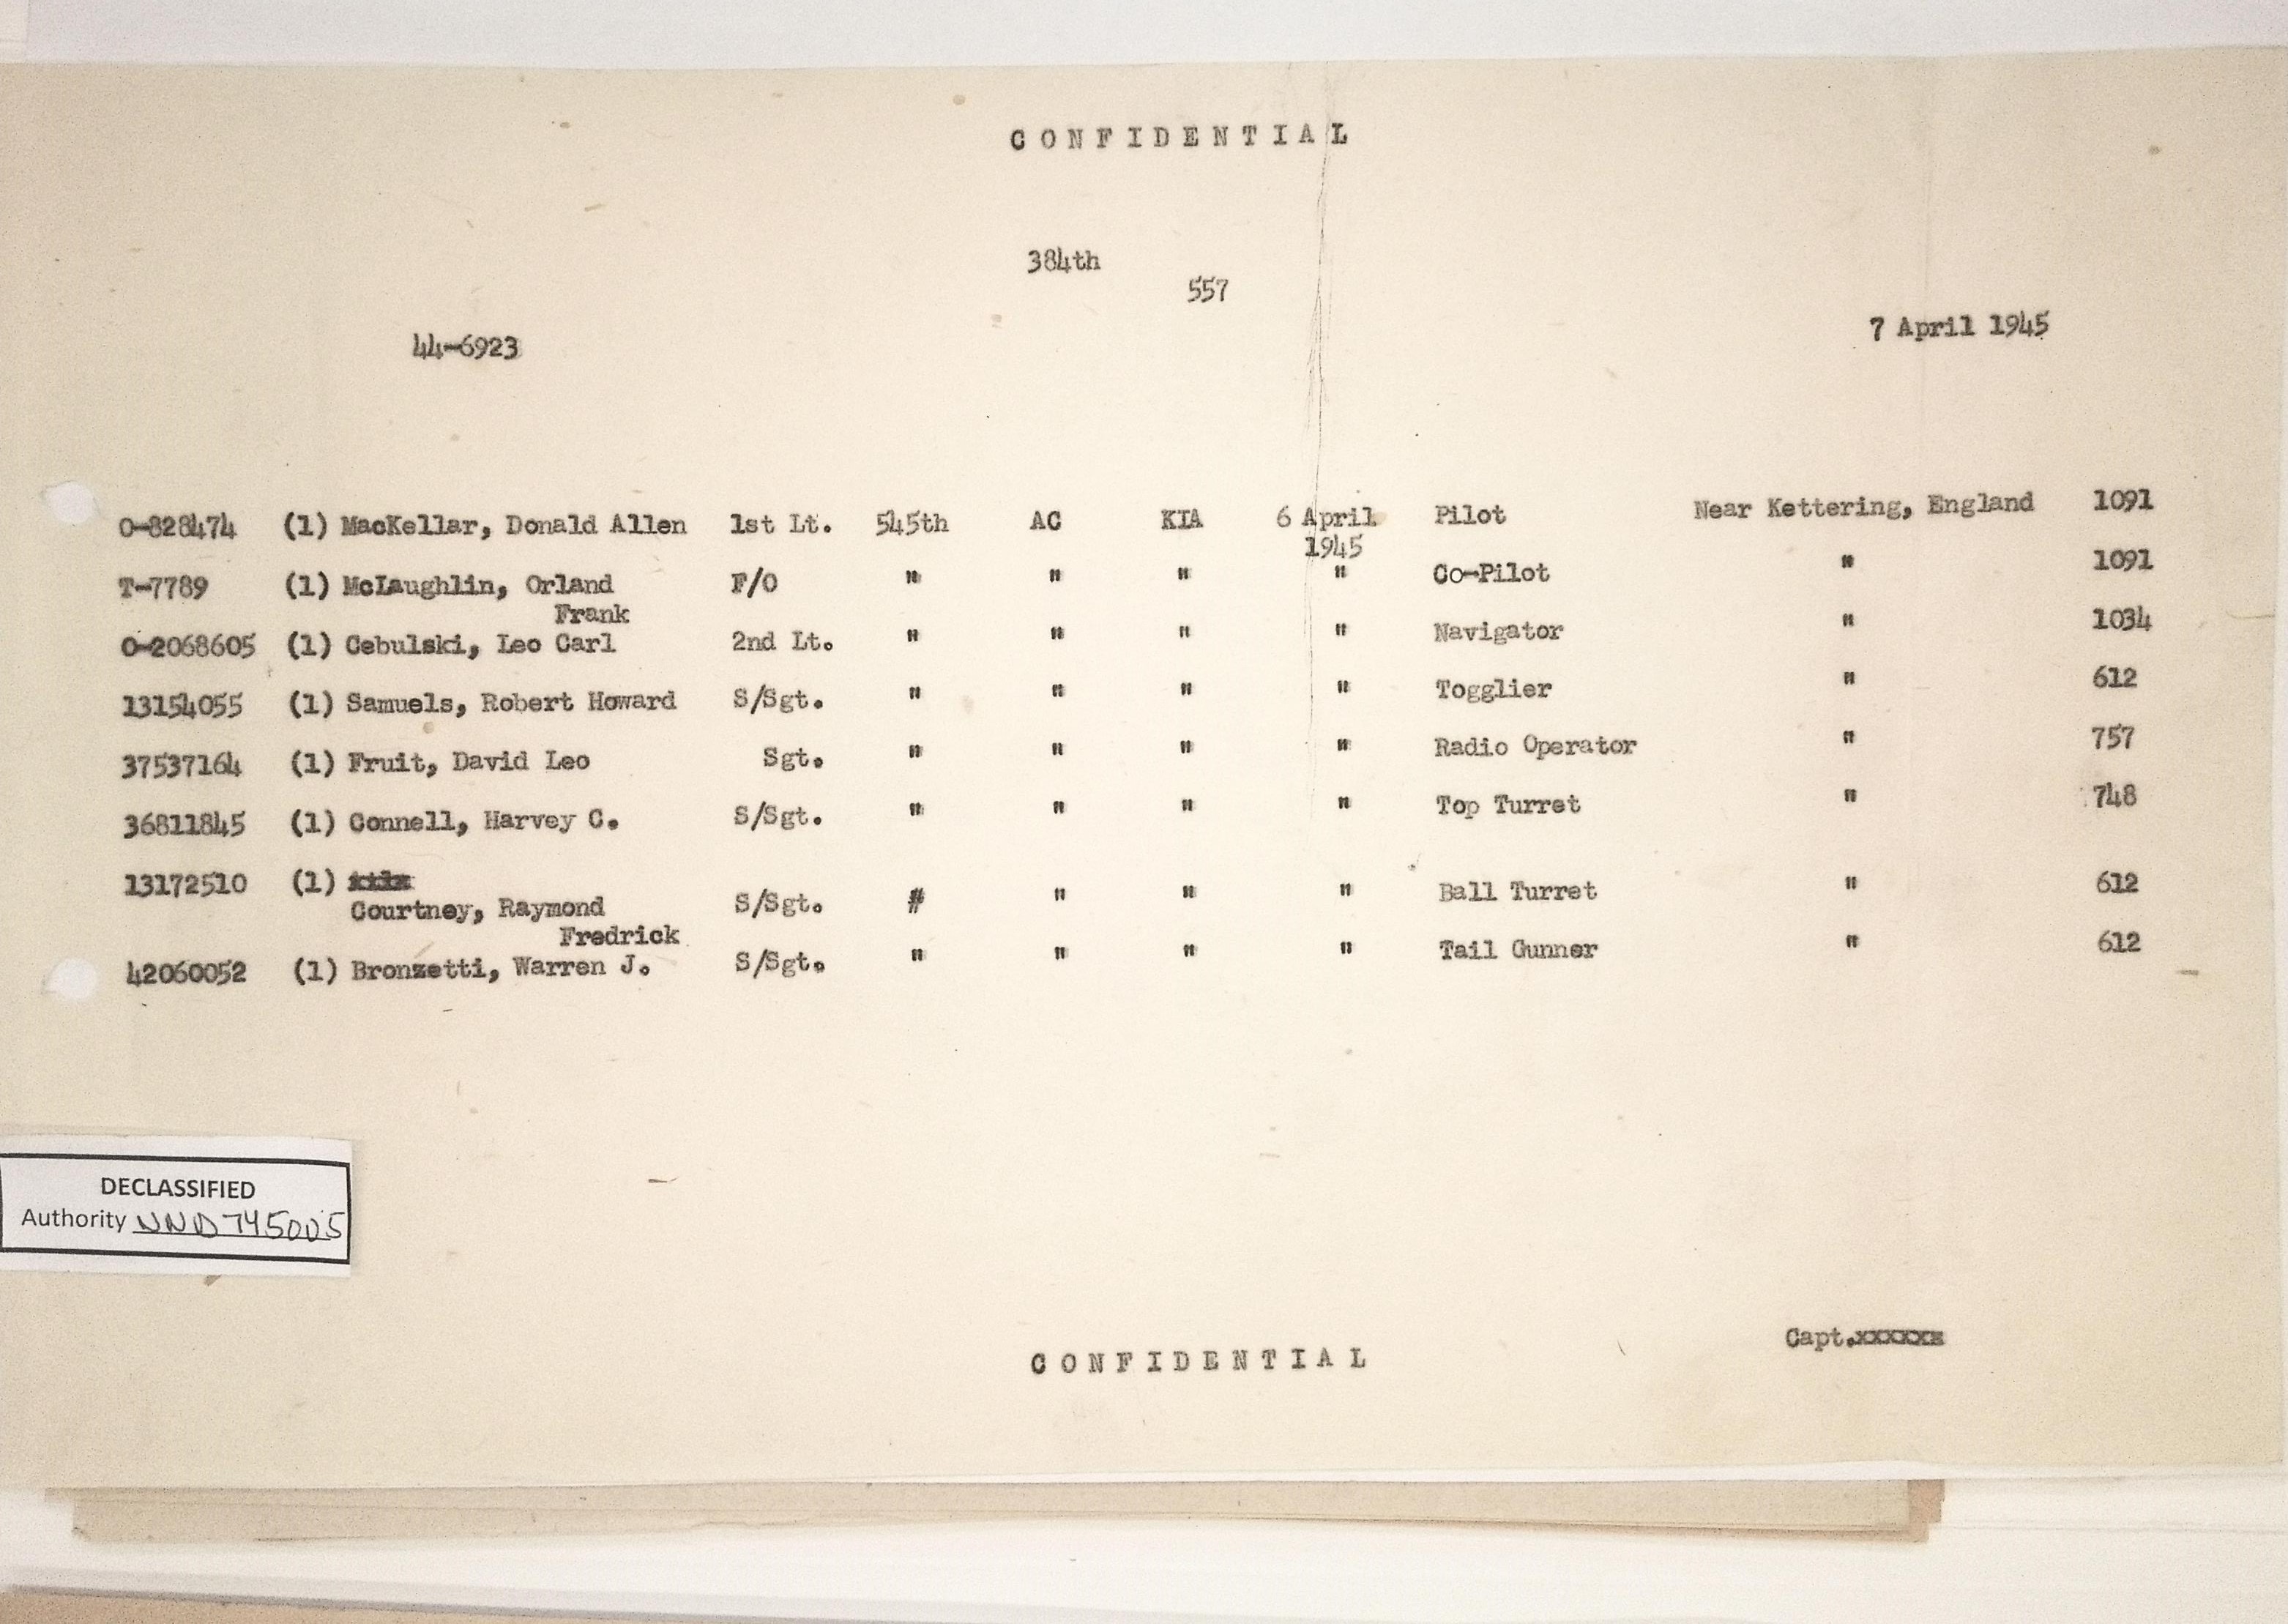 CONFIDENTIAL
384th
557
44-6923
7 April 1945
O-828474 (1) MacKellar, Donald Allen 1st Lt. 545th AC KIA 6 April 1945 Pilot Near Kettering, England 1091
T-7789 (1) McLaughlin, Orland Frank F/O " " " " Co-Pilot " 1091
O-2068605 (1) Cebulski, Leo Carl 2nd Lt. " " " " Navigator " 1034
13154055 (1) Samuels, Robert Howard S/Sgt. " " " " Togglier " 612
37537164 (1) Fruit, David Leo Sgt. " " " " Radio Operator " 757
36811845 (1) Connell, Harvey C. S/Sgt. " " " " Top Turret " 748
13172510 (1)
Courtney, Raymond Fredrick S/Sgt. # " " " Ball Turret " 612
42060052 (1) Bronzetti, Warren J. S/Sgt. " " " " Tail Gunner " 612
DECLASSIFIED
Authority NND 745005
Capt.xxxxxx
CONFIDENTIAL